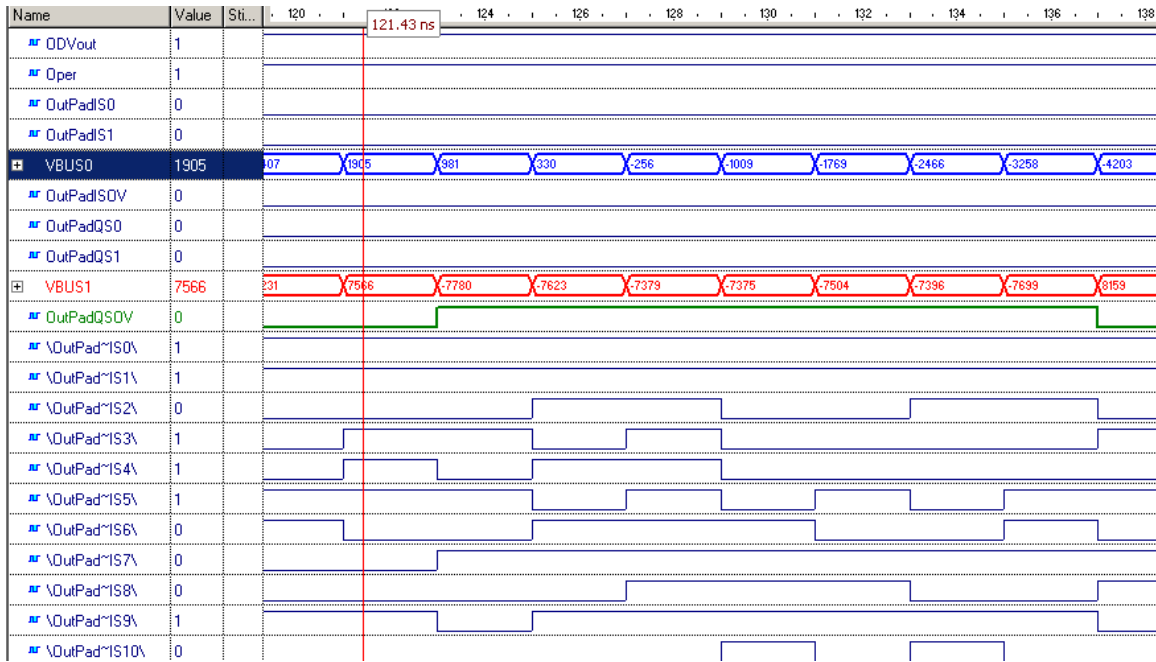 Name Value Sti... 120 124 126 128 130 132 134 136 138
121.43 ns
ODVout 1
Oper 1
OutPadIS0 0
OutPadIS1 0
VBUS0 1905 1905 981 330 -256 -1009 -1769 -2466 -3258 -4203
OutPadISOV 0
OutPadQS0 0
OutPadQS1 0
VBUS1 7566 231 7566 -7780 -7623 -7379 -7375 -7504 -7396 -7699 8159
OutPadQSOV 0
\OutPad~IS0\ 1
\OutPad~IS1\ 1
\OutPad~IS2\ 0
\OutPad~IS3\ 1
\OutPad~IS4\ 1
\OutPad~IS5\ 1
\OutPad~IS6\ 0
\OutPad~IS7\ 0
\OutPad~IS8\ 0
\OutPad~IS9\ 1
\OutPad~IS10\ 0